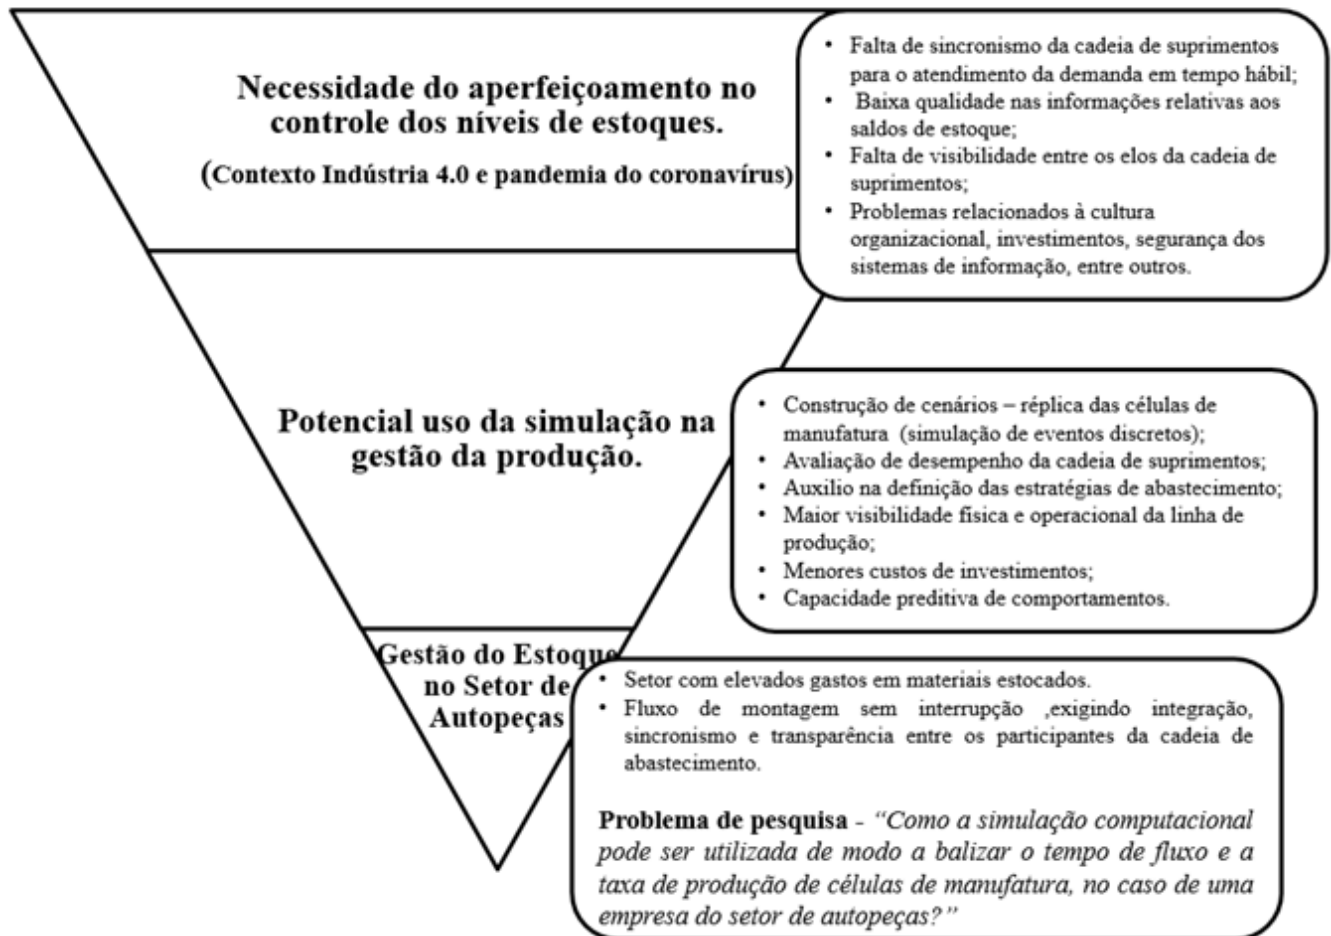 Necessidade do aperfeiçoamento no
controle dos níveis de estoques.
(Contexto Indústria 4.0 e pandemia do coronavírus)
• Falta de sincronismo da cadeia de suprimentos
para o atendimento da demanda em tempo hábil;
• Baixa qualidade nas informações relativas aos
saldos de estoque;
• Falta de visibilidade entre os elos da cadeia de
suprimentos;
• Problemas relacionados à cultura
organizacional, investimentos, segurança dos
sistemas de informação, entre outros.
Potencial uso da simulação na
gestão da produção.
• Construção de cenários – réplica das células de
manufatura (simulação de eventos discretos);
• Avaliação de desempenho da cadeia de suprimentos;
• Auxilio na definição das estratégias de abastecimento;
• Maior visibilidade física e operacional da linha de
produção;
• Menores custos de investimentos;
• Capacidade preditiva de comportamentos.
Gestão do Estoque
no Setor de
Autopeças
• Setor com elevados gastos em materiais estocados.
• Fluxo de montagem sem interrupção ,exigindo integração,
sincronismo e transparência entre os participantes da cadeia de
abastecimento.
Problema de pesquisa - “Como a simulação computacional
pode ser utilizada de modo a balizar o tempo de fluxo e a
taxa de produção de células de manufatura, no caso de uma
empresa do setor de autopeças?”